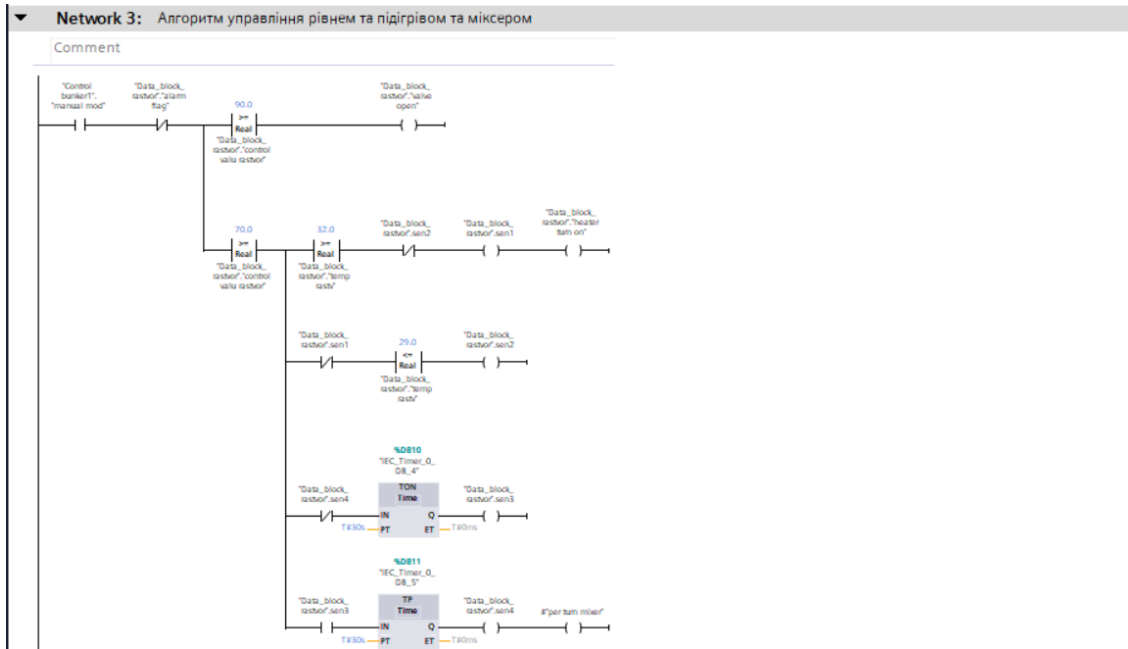 Network 3: Алгоритм управління рівнем та підігрівом та міксером
Comment
"Control
bunker1".
"manual mod"
"Data_block_
rastvor"."alarm
flag"
90.0
>=
Real
"Data_block_
rastvor"."control
valu rastvor"
"Data_block_
rastvor"."valve
open"
70.0
>=
Real
"Data_block_
rastvor"."control
valu rastvor"
32.0
>=
Real
"Data_block_
rastvor"."temp
rastv"
"Data_block_
rastvor".sen2
"Data_block_
rastvor".sen1
"Data_block_
rastvor"."heater
turn on"
"Data_block_
rastvor".sen1
29.0
<=
Real
"Data_block_
rastvor"."temp
rastv"
"Data_block_
rastvor".sen2
"Data_block_
rastvor".sen4
%DB10
"IEC_Timer_0_
DB_4"
TON
Time
IN
Q
T#30s
PT
ET
T#0ms
"Data_block_
rastvor".sen3
"Data_block_
rastvor".sen3
%DB11
"IEC_Timer_0_
DB_5"
TP
Time
IN
Q
T#30s
PT
ET
T#0ms
"Data_block_
rastvor".sen4
#"per turn mixer"